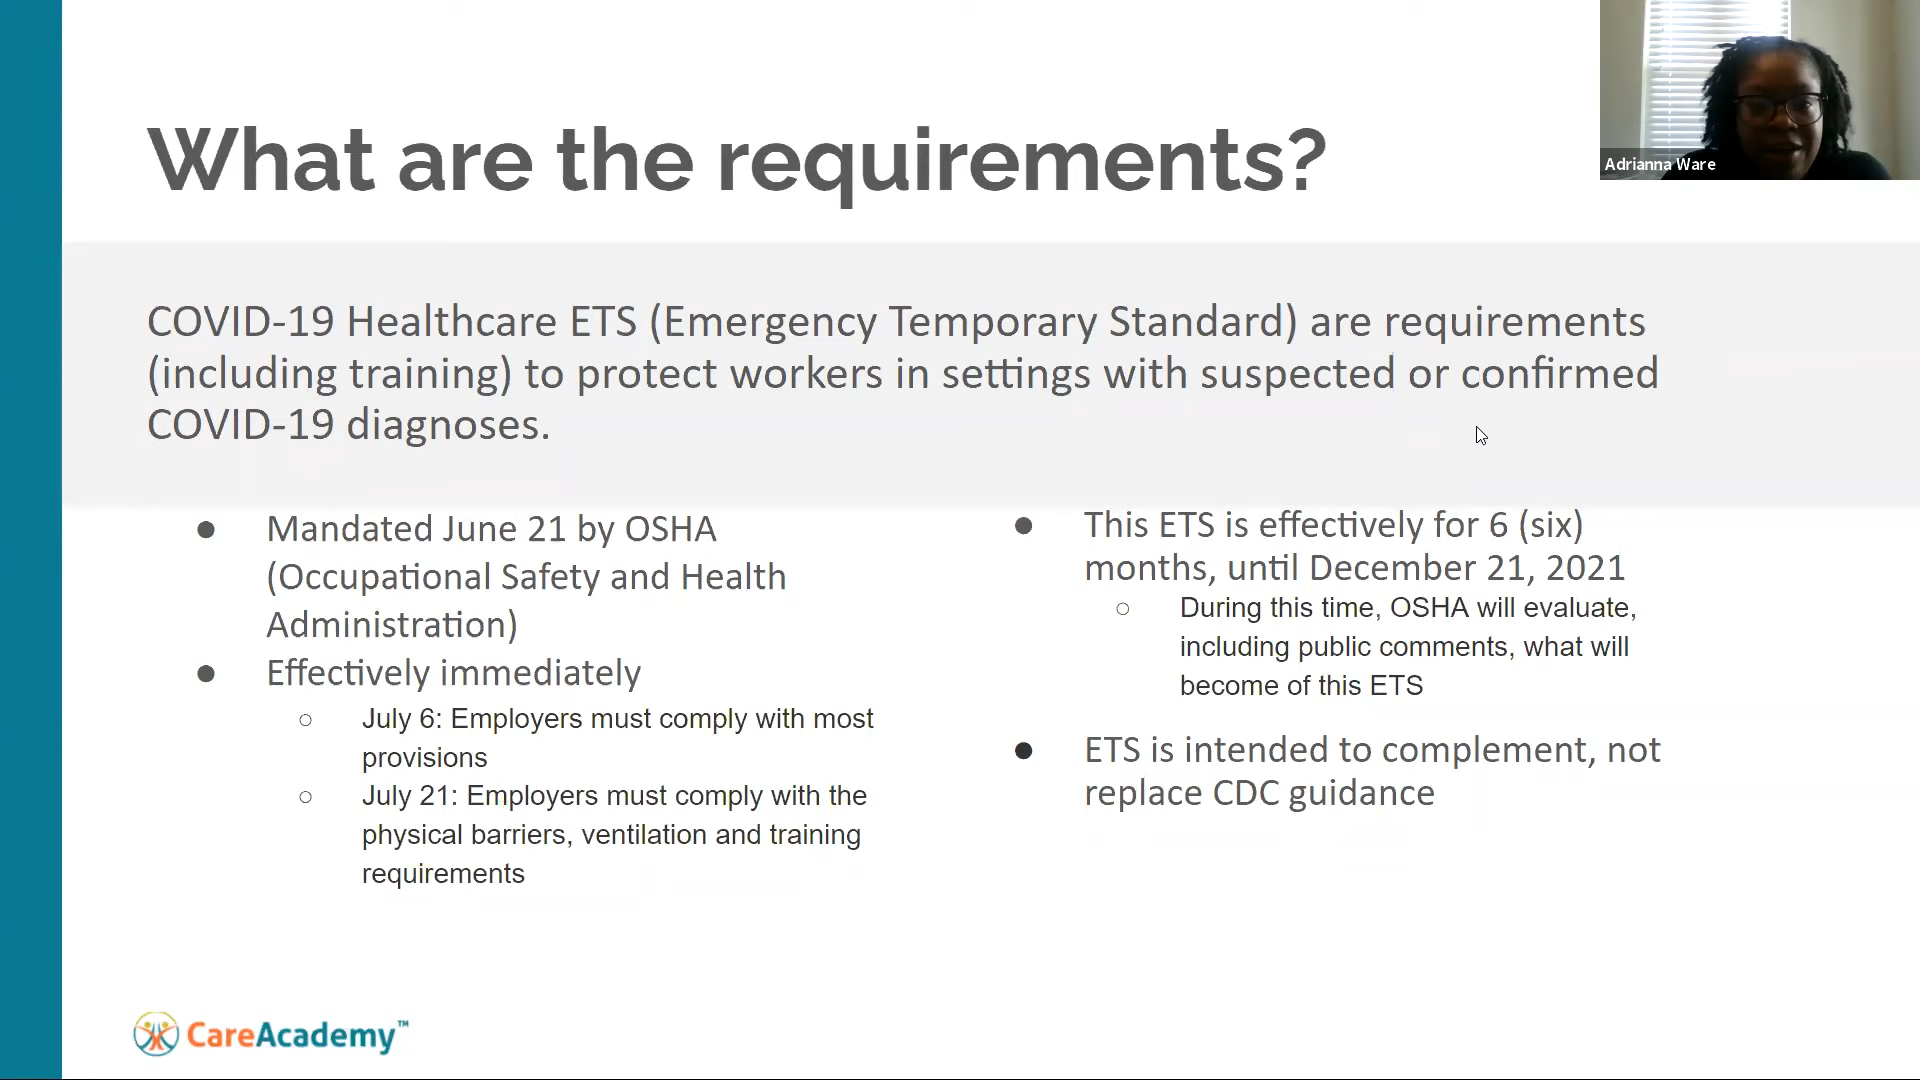 What are the requirements?
Adrianna Ware
COVID-19 Healthcare ETS (Emergency Temporary Standard) are requirements
(including training) to protect workers in settings with suspected or confirmed
COVID-19 diagnoses.
● Mandated June 21 by OSHA
(Occupational Safety and Health
Administration)
● Effectively immediately
○ July 6: Employers must comply with most
provisions
○ July 21: Employers must comply with the
physical barriers, ventilation and training
requirements
● This ETS is effectively for 6 (six)
months, until December 21, 2021
○ During this time, OSHA will evaluate,
including public comments, what will
become of this ETS
● ETS is intended to complement, not
replace CDC guidance
CareAcademy™